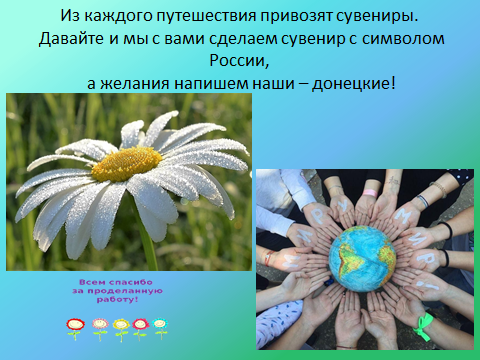 Из каждого путешествия привозят сувениры.
Давайте и мы с вами сделаем сувенир с символом
России,
а желания напишем наши – донецкие!
Всем спасибо
за проделанную
работу!